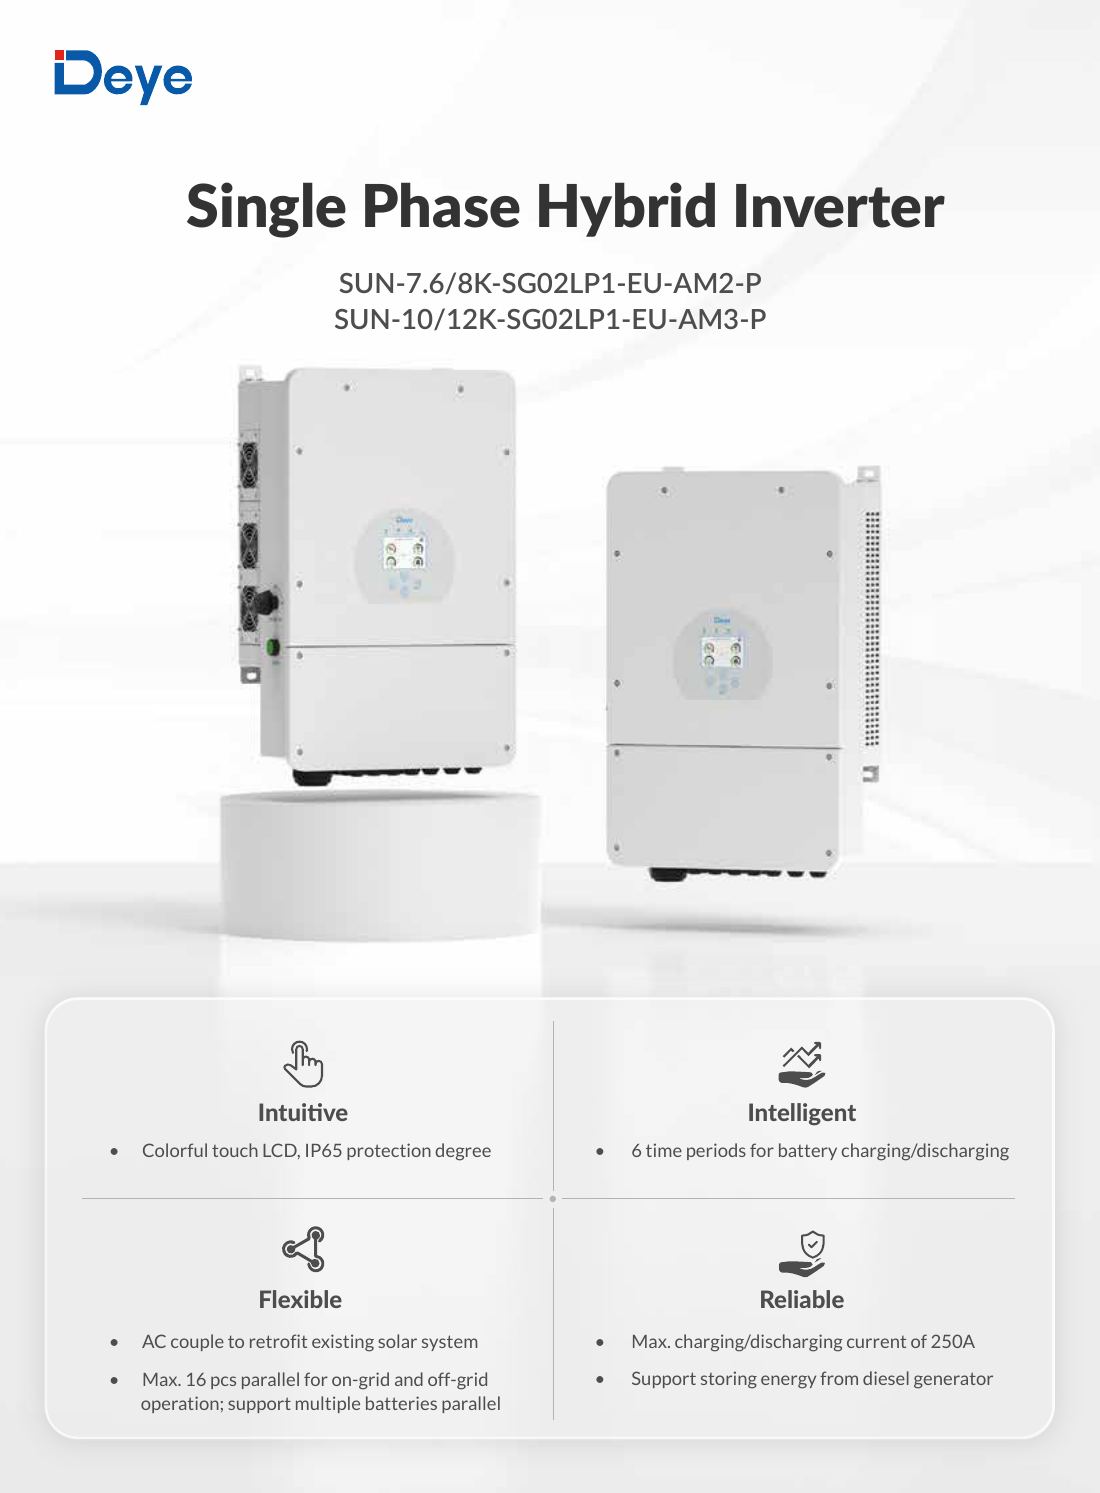 Deye
Single Phase Hybrid Inverter
SUN-7.6/8K-SG02LP1-EU-AM2-P
SUN-10/12K-SG02LP1-EU-AM3-P
Deye
Deye
Intuitive
• Colorful touch LCD, IP65 protection degree
Intelligent
• 6 time periods for battery charging/discharging
Flexible
• AC couple to retrofit existing solar system
• Max. 16 pcs parallel for on-grid and off-grid
operation; support multiple batteries parallel
Reliable
• Max. charging/discharging current of 250A
• Support storing energy from diesel generator